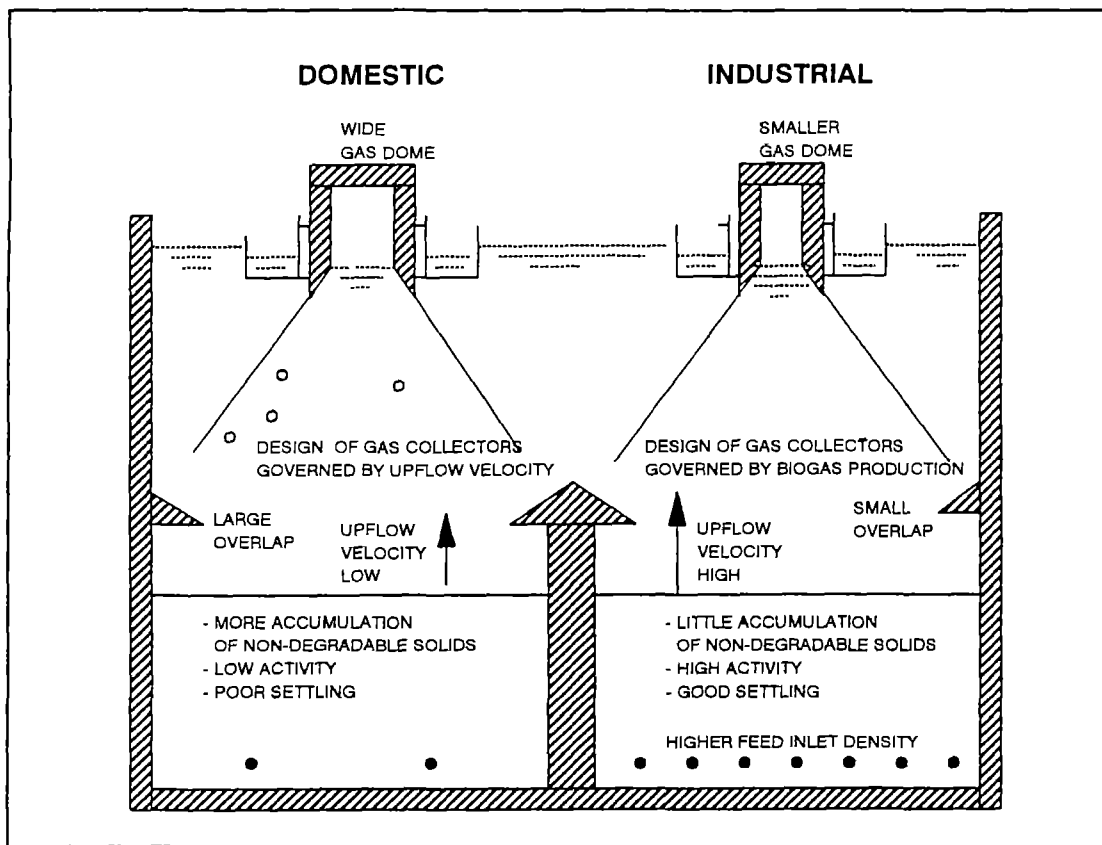 DOMESTIC
INDUSTRIAL
WIDE
GAS DOME
SMALLER
GAS DOME
DESIGN OF GAS COLLECTORS
GOVERNED BY UPFLOW VELOCITY
DESIGN OF GAS COLLECTORS
GOVERNED BY BIOGAS PRODUCTION
LARGE
OVERLAP
UPFLOW
VELOCITY
LOW
UPFLOW
VELOCITY
HIGH
SMALL
OVERLAP
- MORE ACCUMULATION
OF NON-DEGRADABLE SOLIDS
- LOW ACTIVITY
- POOR SETTLING
- LITTLE ACCUMULATION
OF NON-DEGRADABLE SOLIDS
- HIGH ACTIVITY
- GOOD SETTLING
HIGHER FEED INLET DENSITY